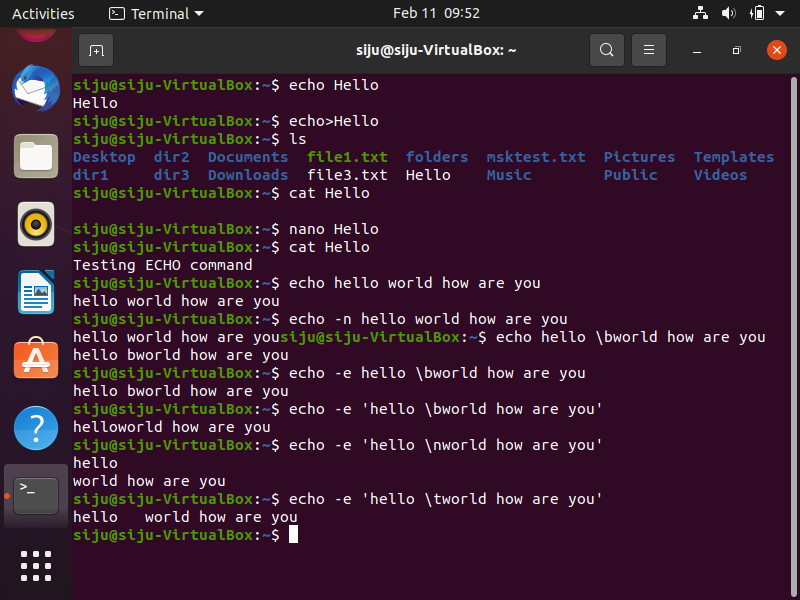 Activities Terminal Feb 11 09:52
siju@siju-VirtualBox: ~
siju@siju-VirtualBox:~$ echo Hello
Hello
siju@siju-VirtualBox:~$ echo>Hello
siju@siju-VirtualBox:~$ ls
Desktop dir2 Documents file1.txt folders msktest.txt Pictures Templates
dir1 dir3 Downloads file3.txt Hello Music Public Videos
siju@siju-VirtualBox:~$ cat Hello

siju@siju-VirtualBox:~$ nano Hello
siju@siju-VirtualBox:~$ cat Hello
Testing ECHO command
siju@siju-VirtualBox:~$ echo hello world how are you
hello world how are you
siju@siju-VirtualBox:~$ echo -n hello world how are you
hello world how are yousiju@siju-VirtualBox:~$ echo hello \bworld how are you
hello bworld how are you
siju@siju-VirtualBox:~$ echo -e hello \bworld how are you
hello bworld how are you
siju@siju-VirtualBox:~$ echo -e 'hello \bworld how are you'
helloworld how are you
siju@siju-VirtualBox:~$ echo -e 'hello \nworld how are you'
hello
world how are you
siju@siju-VirtualBox:~$ echo -e 'hello \tworld how are you'
hello   world how are you
siju@siju-VirtualBox:~$